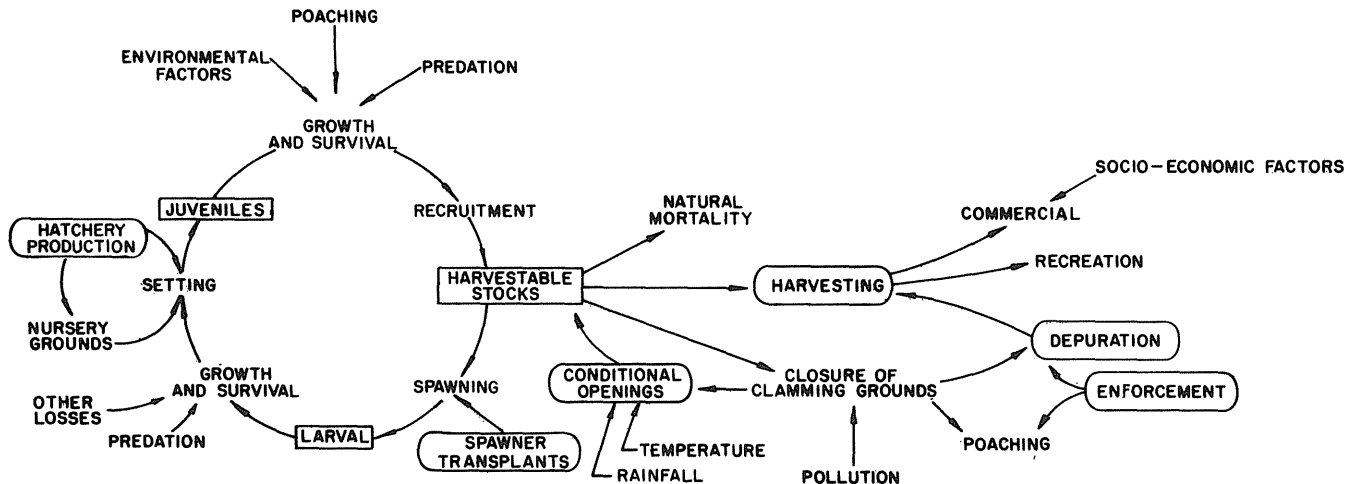 POACHING
ENVIRONMENTAL
FACTORS
PREDATION
GROWTH
AND SURVIVAL
SOCIO-ECONOMIC FACTORS
JUVENILES
RECRUITMENT
NATURAL
MORTALITY
COMMERCIAL
HATCHERY
PRODUCTION
RECREATION
SETTING
HARVESTABLE
STOCKS
HARVESTING
NURSERY
GROUNDS
DEPURATION
GROWTH
AND SURVIVAL
SPAWNING
CONDITIONAL
OPENINGS
CLOSURE OF
CLAMMING GROUNDS
ENFORCEMENT
OTHER
LOSSES
PREDATION
LARVAL
SPAWNER
TRANSPLANTS
TEMPERATURE
RAINFALL
POLLUTION
POACHING